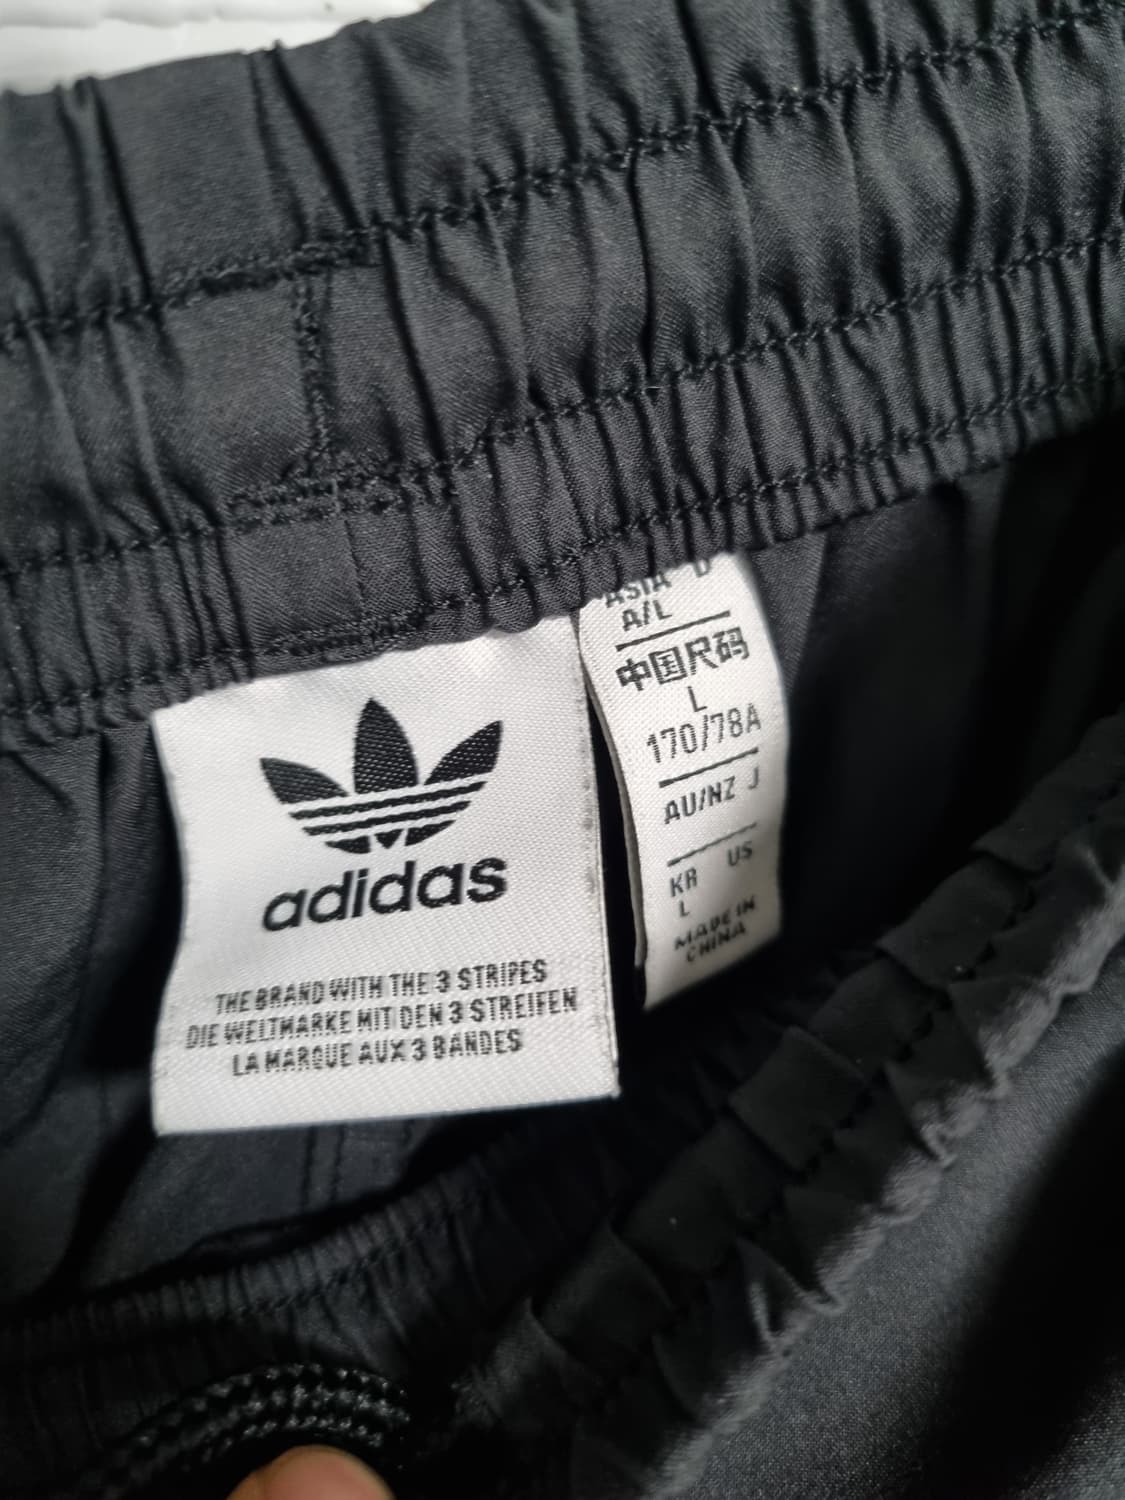 adidas
THE BRAND WITH THE 3 STRIPES
DIE WELTMARKE MIT DEN 3 STREIFEN
LA MARQUE AUX 3 BANDES
ASIA D
A/L
中国尺码
L
170/78A
AU/NZ J
US
KR
L
MADE IN
CHINA